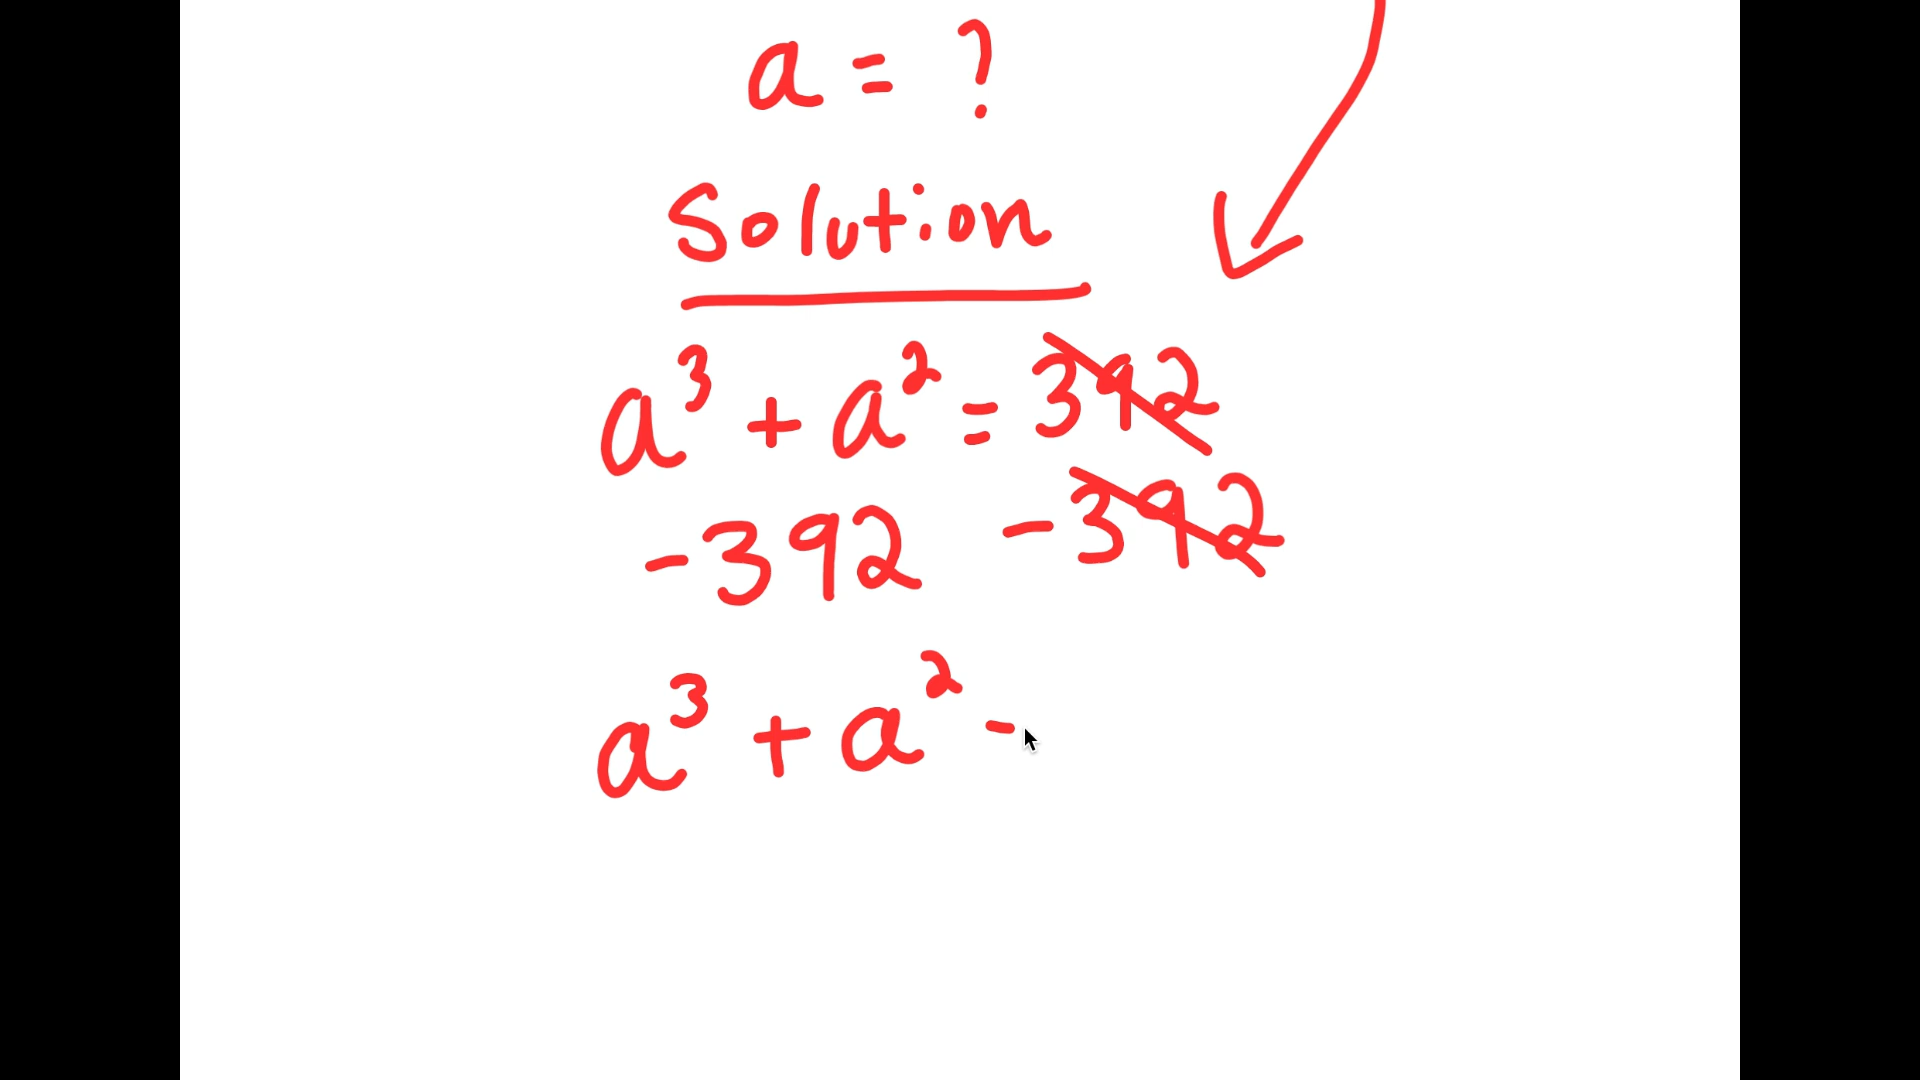 a = ?
Solution
a³ + a² = 392
-392 -392
a³ + a² -